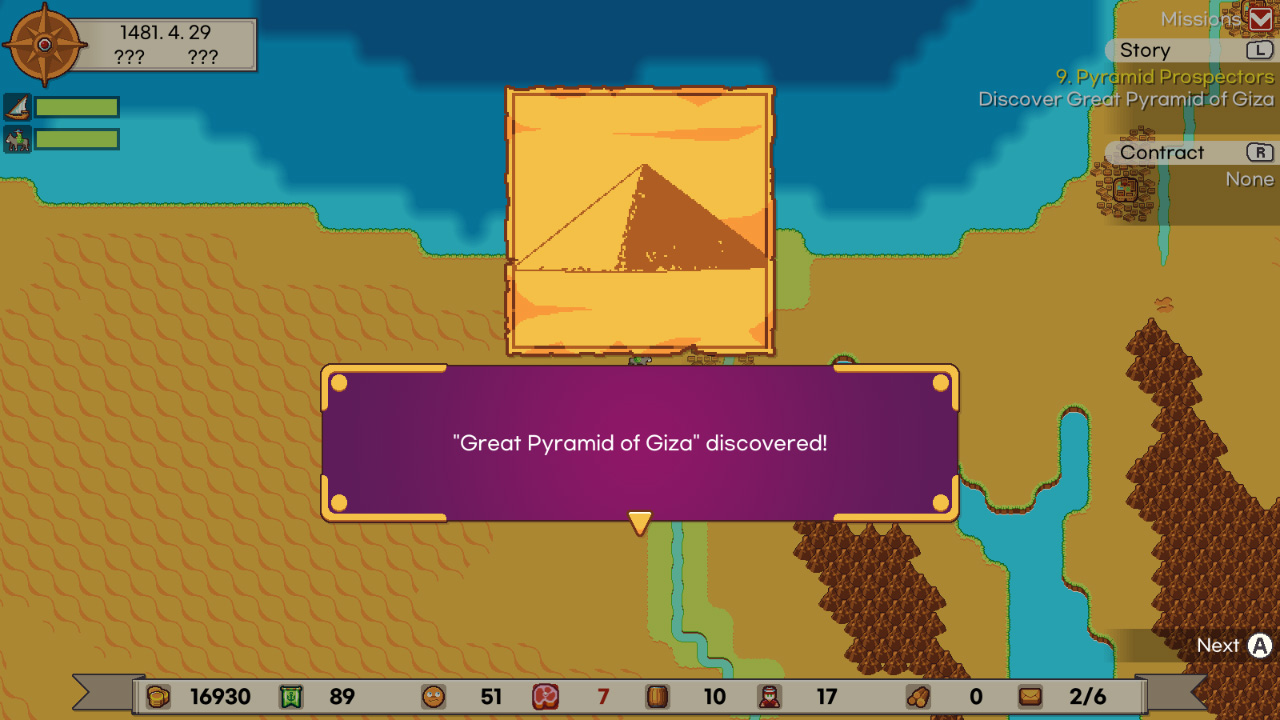 1481. 4. 29
??? ???
Missions
Story L
9. Pyramid Prospectors
Discover Great Pyramid of Giza
Contract R
None
"Great Pyramid of Giza" discovered!
Next A
16930 89 51 7 10 17 0 2/6